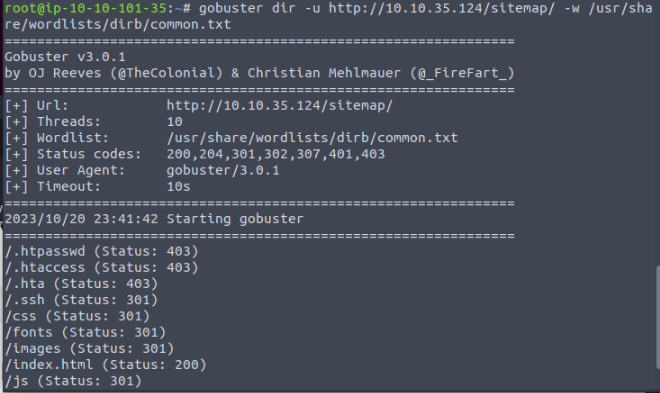 root@ip-10-10-101-35:~# gobuster dir -u http://10.10.35.124/sitemap/ -w /usr/sha
re/wordlists/dirb/common.txt
===============================================================
Gobuster v3.0.1
by OJ Reeves (@TheColonial) & Christian Mehlmauer (@_FireFart_)
===============================================================
[+] Url:            http://10.10.35.124/sitemap/
[+] Threads:        10
[+] Wordlist:       /usr/share/wordlists/dirb/common.txt
[+] Status codes:   200,204,301,302,307,401,403
[+] User Agent:     gobuster/3.0.1
[+] Timeout:        10s
===============================================================
2023/10/20 23:41:42 Starting gobuster
===============================================================
/.htpasswd (Status: 403)
/.htaccess (Status: 403)
/.hta (Status: 403)
/.ssh (Status: 301)
/css (Status: 301)
/fonts (Status: 301)
/images (Status: 301)
/index.html (Status: 200)
/js (Status: 301)